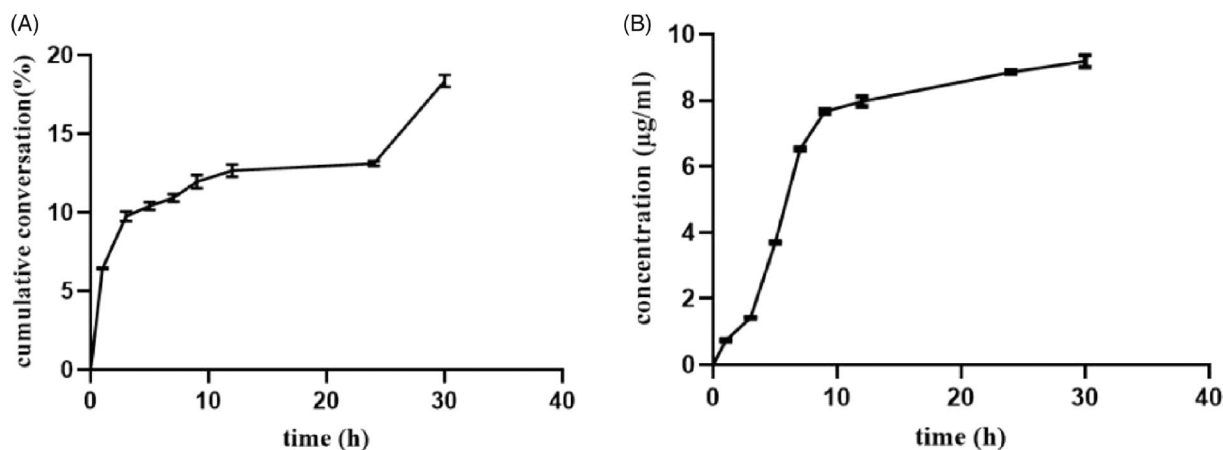 (A)
cumulative conversation(%)
20
15
10
5
0
0 10 20 30 40
time (h)
(B)
concentration (µg/ml)
10
8
6
4
2
0
0 10 20 30 40
time (h)